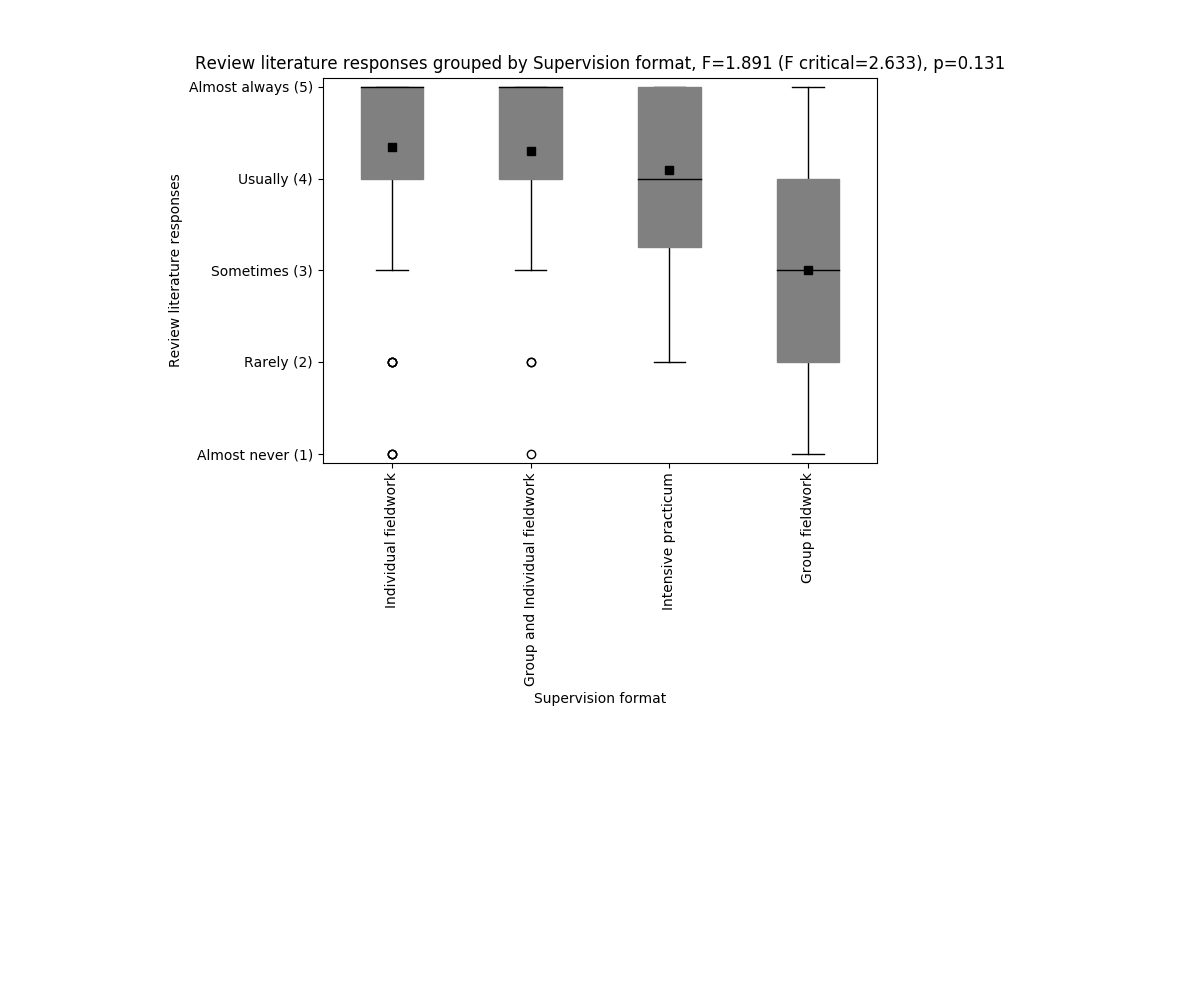 Review literature responses grouped by Supervision format, F=1.891 (F critical=2.633), p=0.131
Review literature responses
Almost always (5)
Usually (4)
Sometimes (3)
Rarely (2)
Almost never (1)
Individual fieldwork
Group and Individual fieldwork
Intensive practicum
Group fieldwork
Supervision format